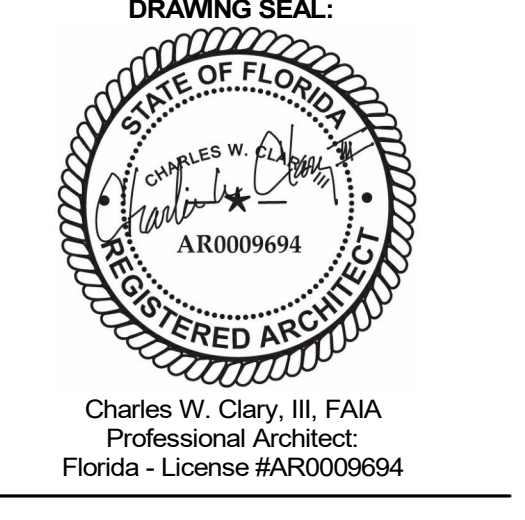 DRAWING SEAL:
STATE OF FLORIDA
CHARLES W. CLARY, III
AR0009694
REGISTERED ARCHITECT
Charles W. Clary, III, FAIA
Professional Architect:
Florida - License #AR0009694